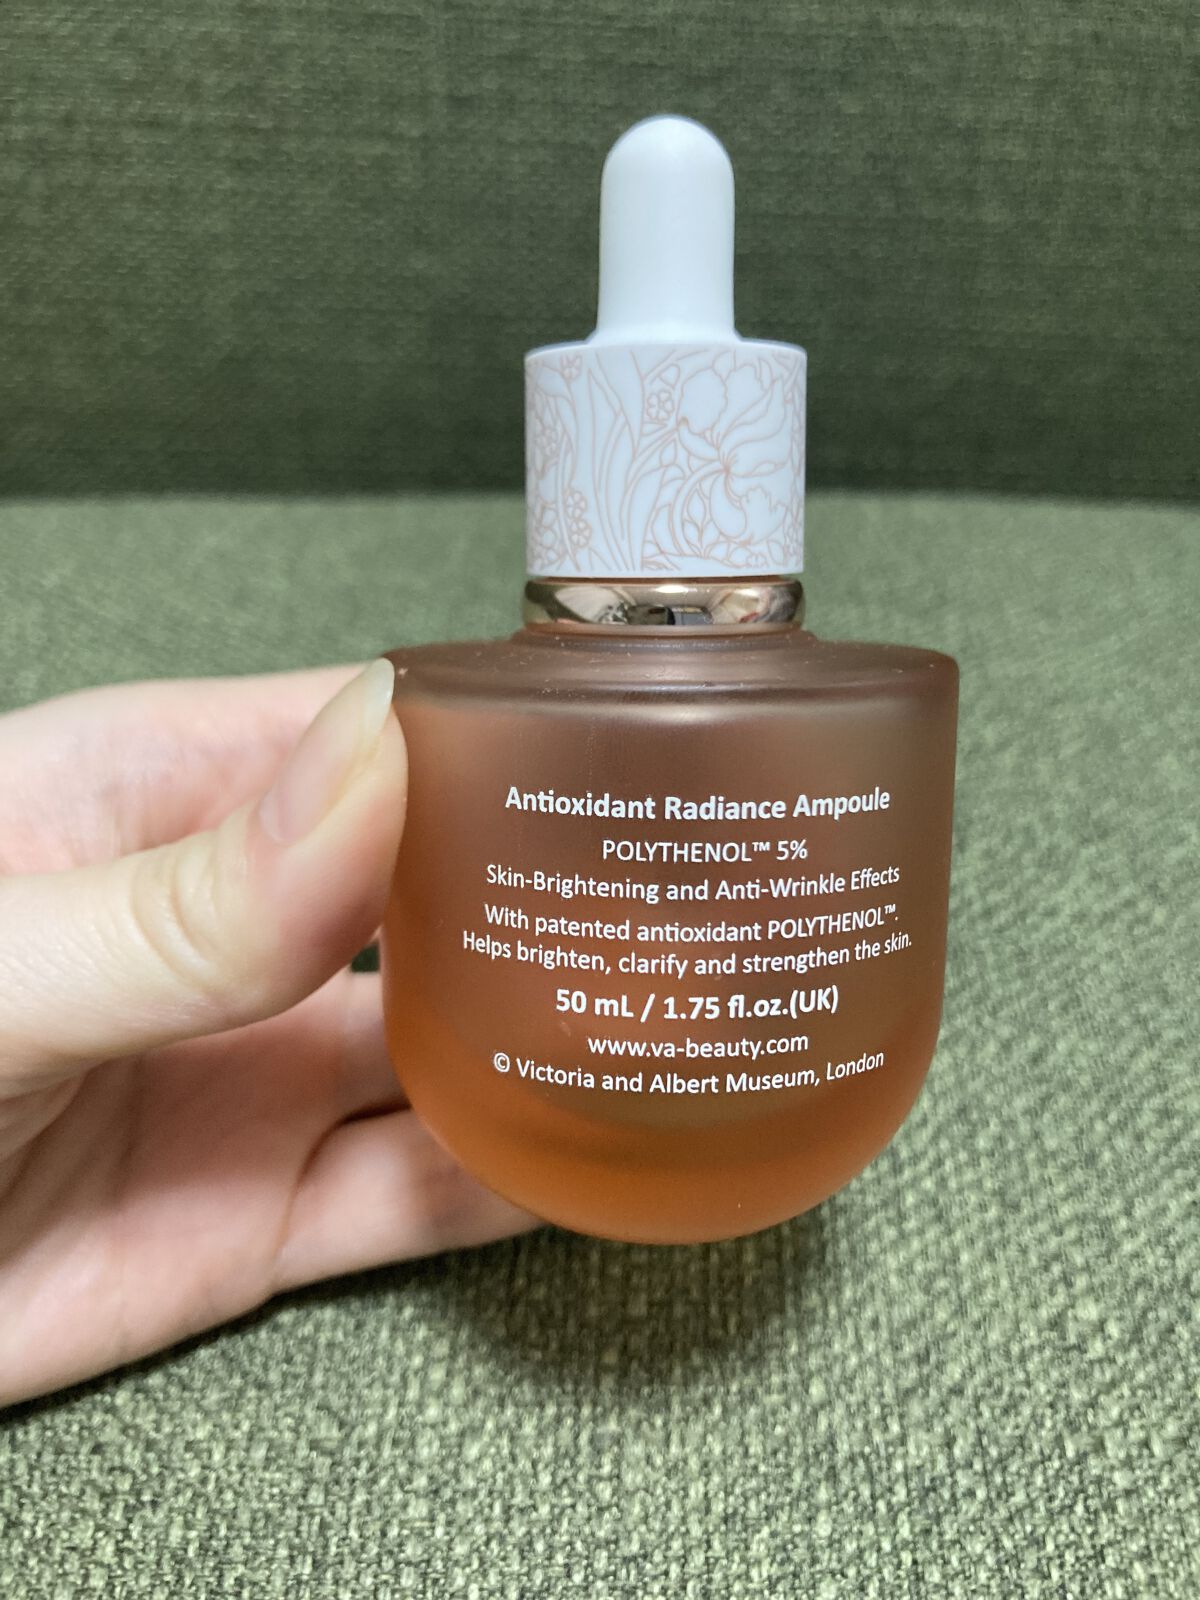 Antioxidant Radiance Ampoule
POLYTHENOL™ 5%
Skin-Brightening and Anti-Wrinkle Effects
With patented antioxidant POLYTHENOL™.
Helps brighten, clarify and strengthen the skin.
50 mL / 1.75 fl.oz.(UK)
www.va-beauty.com
© Victoria and Albert Museum, London